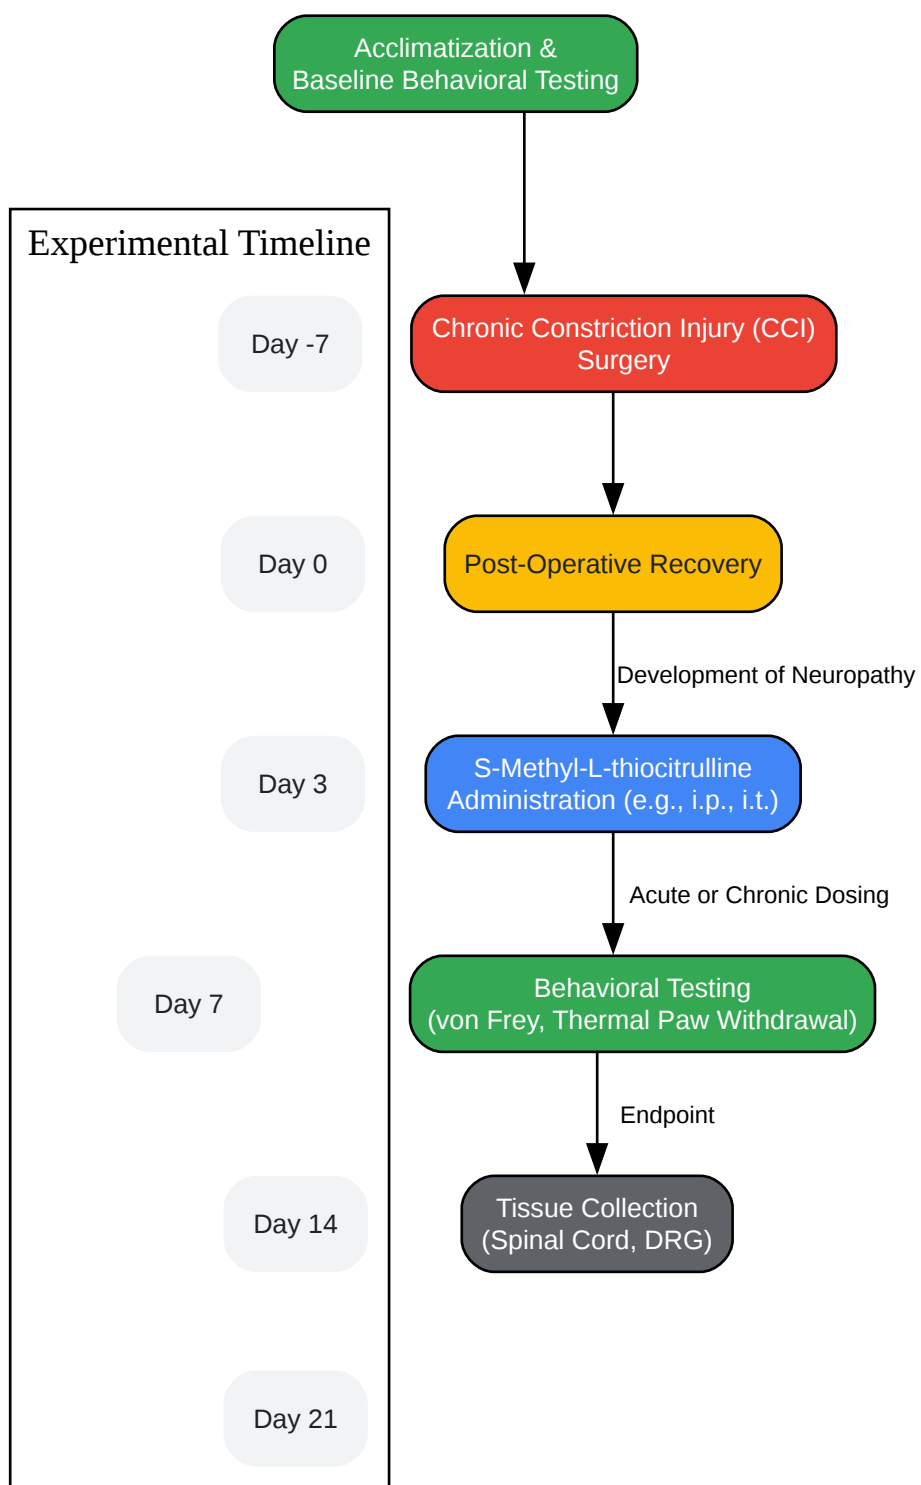 Acclimatization &
Baseline Behavioral Testing
Experimental Timeline
Day -7
Chronic Constriction Injury (CCI)
Surgery
Day 0
Post-Operative Recovery
Development of Neuropathy
Day 3
S-Methyl-L-thiocitrulline
Administration (e.g., i.p., i.t.)
Acute or Chronic Dosing
Day 7
Behavioral Testing
(von Frey, Thermal Paw Withdrawal)
Endpoint
Day 14
Tissue Collection
(Spinal Cord, DRG)
Day 21